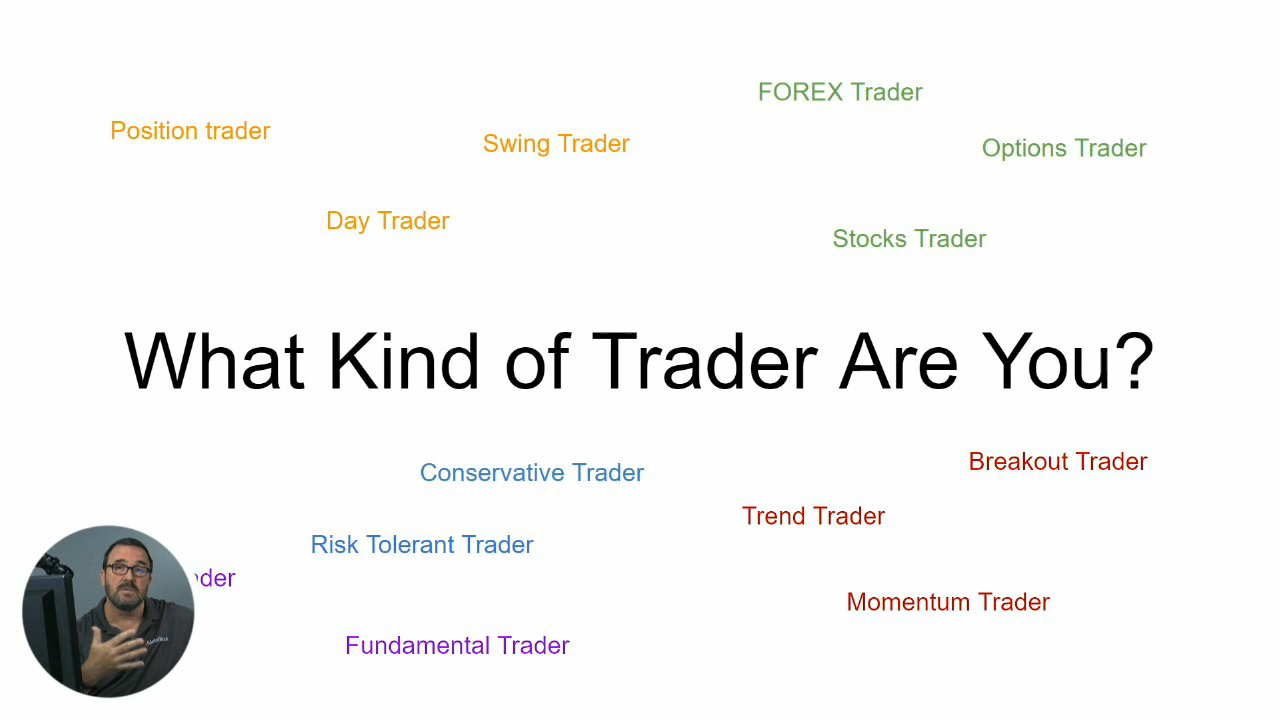 FOREX Trader
Position trader
Swing Trader
Options Trader
Day Trader
Stocks Trader
What Kind of Trader Are You?
Breakout Trader
Conservative Trader
Trend Trader
Risk Tolerant Trader
Momentum Trader
Fundamental Trader